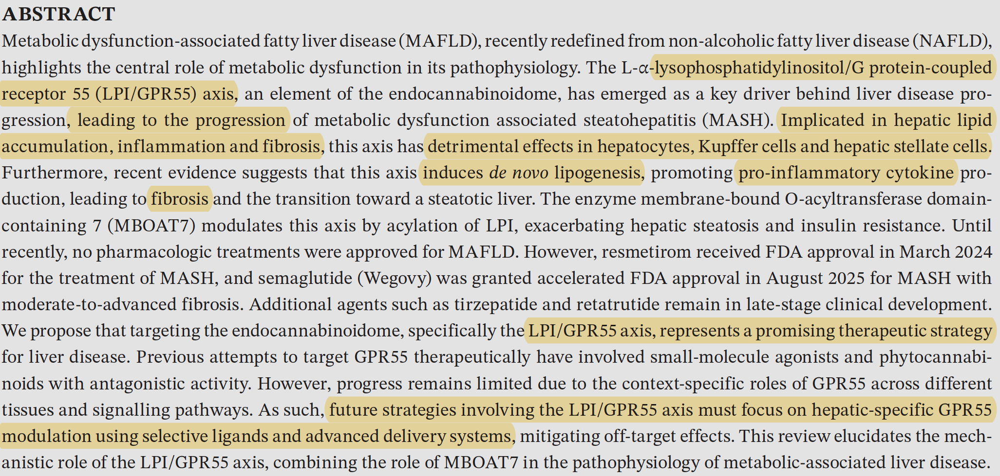 ABSTRACT
Metabolic dysfunction-associated fatty liver disease (MAFLD), recently redefined from non-alcoholic fatty liver disease (NAFLD),
highlights the central role of metabolic dysfunction in its pathophysiology. The L-α-lysophosphatidylinositol/G protein-coupled
receptor 55 (LPI/GPR55) axis, an element of the endocannabinoidome, has emerged as a key driver behind liver disease pro-
gression, leading to the progression of metabolic dysfunction associated steatohepatitis (MASH). Implicated in hepatic lipid
accumulation, inflammation and fibrosis, this axis has detrimental effects in hepatocytes, Kupffer cells and hepatic stellate cells.
Furthermore, recent evidence suggests that this axis induces de novo lipogenesis, promoting pro-inflammatory cytokine pro-
duction, leading to fibrosis and the transition toward a steatotic liver. The enzyme membrane-bound O-acyltransferase domain-
containing 7 (MBOAT7) modulates this axis by acylation of LPI, exacerbating hepatic steatosis and insulin resistance. Until
recently, no pharmacologic treatments were approved for MAFLD. However, resmetirom received FDA approval in March 2024
for the treatment of MASH, and semaglutide (Wegovy) was granted accelerated FDA approval in August 2025 for MASH with
moderate-to-advanced fibrosis. Additional agents such as tirzepatide and retatrutide remain in late-stage clinical development.
We propose that targeting the endocannabinoidome, specifically the LPI/GPR55 axis, represents a promising therapeutic strategy
for liver disease. Previous attempts to target GPR55 therapeutically have involved small-molecule agonists and phytocannabi-
noids with antagonistic activity. However, progress remains limited due to the context-specific roles of GPR55 across different
tissues and signalling pathways. As such, future strategies involving the LPI/GPR55 axis must focus on hepatic-specific GPR55
modulation using selective ligands and advanced delivery systems, mitigating off-target effects. This review elucidates the mech-
anistic role of the LPI/GPR55 axis, combining the role of MBOAT7 in the pathophysiology of metabolic-associated liver disease.